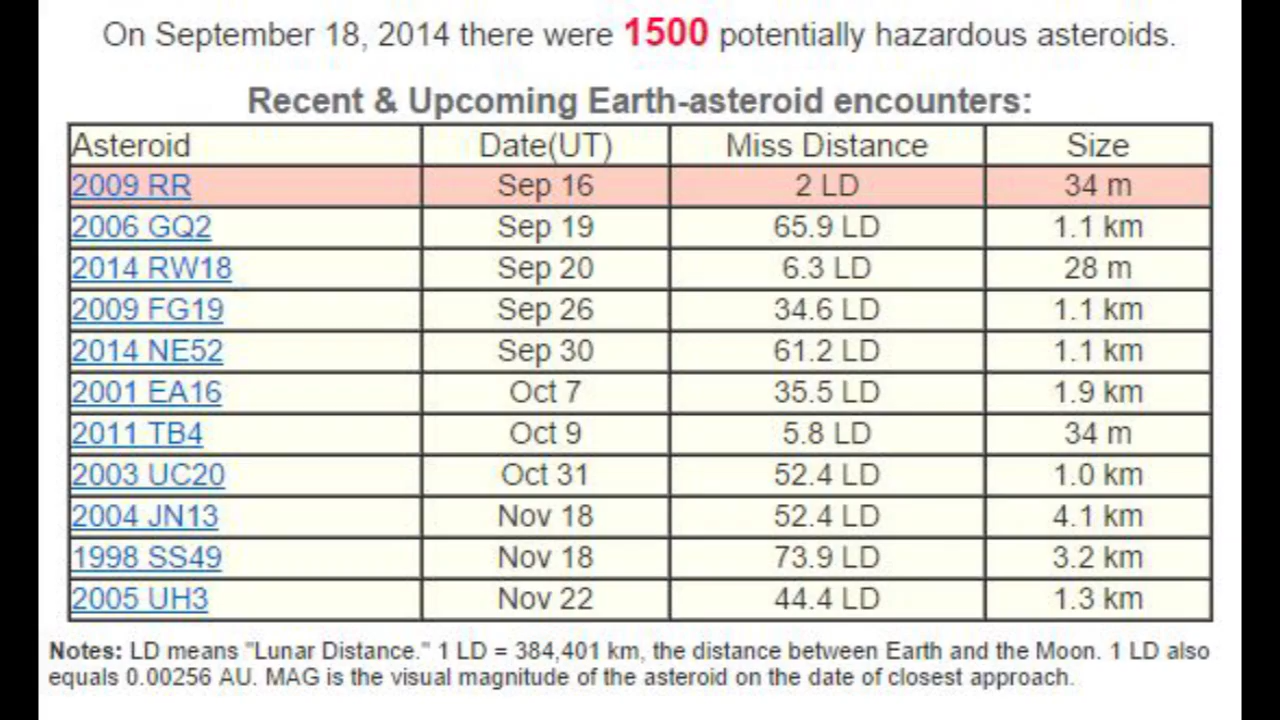 On September 18, 2014 there were 1500 potentially hazardous asteroids.
Recent & Upcoming Earth-asteroid encounters:
Asteroid Date(UT) Miss Distance Size
2009 RR Sep 16 2 LD 34 m
2006 GQ2 Sep 19 65.9 LD 1.1 km
2014 RW18 Sep 20 6.3 LD 28 m
2009 FG19 Sep 26 34.6 LD 1.1 km
2014 NE52 Sep 30 61.2 LD 1.1 km
2001 EA16 Oct 7 35.5 LD 1.9 km
2011 TB4 Oct 9 5.8 LD 34 m
2003 UC20 Oct 31 52.4 LD 1.0 km
2004 JN13 Nov 18 52.4 LD 4.1 km
1998 SS49 Nov 18 73.9 LD 3.2 km
2005 UH3 Nov 22 44.4 LD 1.3 km
Notes: LD means "Lunar Distance." 1 LD = 384,401 km, the distance between Earth and the Moon. 1 LD also
equals 0.00256 AU. MAG is the visual magnitude of the asteroid on the date of closest approach.